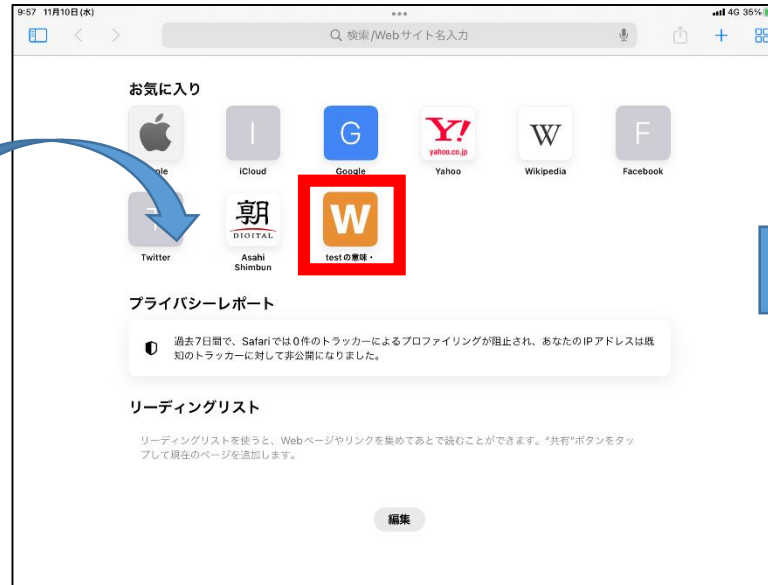 9:57 11月10日(水)
4G 35%
検索/Webサイト名入力
お気に入り
I
G
Y!
yahoo.co.jp
W
F
iCloud
Google
Yahoo
Wikipedia
Facebook
朝
DIGITAL
W
Twitter
Asahi
Shimbun
testの意味・
プライバシーレポート
過去7日間で、Safariでは0件のトラッカーによるプロファイリングが阻止され、あなたのIPアドレスは既
知のトラッカーに対して非公開になりました。
リーディングリスト
リーディングリストを使うと、Webページやリンクを集めてあとで読むことができます。“共有”ボタンをタッ
プして現在のページを追加します。
編集